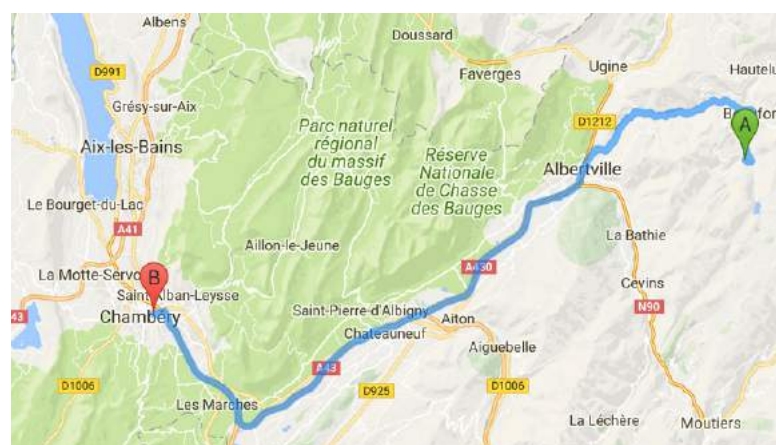 Albens
Doussard
D991
Faverges
Ugine
Hautelu
Grésy-sur-Aix
D1212
A
Parc naturel
régional
du massif
des Bauges
Aix-les-Bains
Réserve
Nationale
de Chasse
des Bauges
Albertville
Le Bourget-du-Lac
A41
La Bathie
Aillon-le-Jeune
A430
La Motte-Servo
B
Saint-Alban-Leysse
Cevins
43
Chambéry
Saint-Pierre-d'Albigny
Aiton
N90
Chateauneuf
Aiguebelle
A43
D1006
D925
D1006
Les Marches
La Léchère
Moutiers